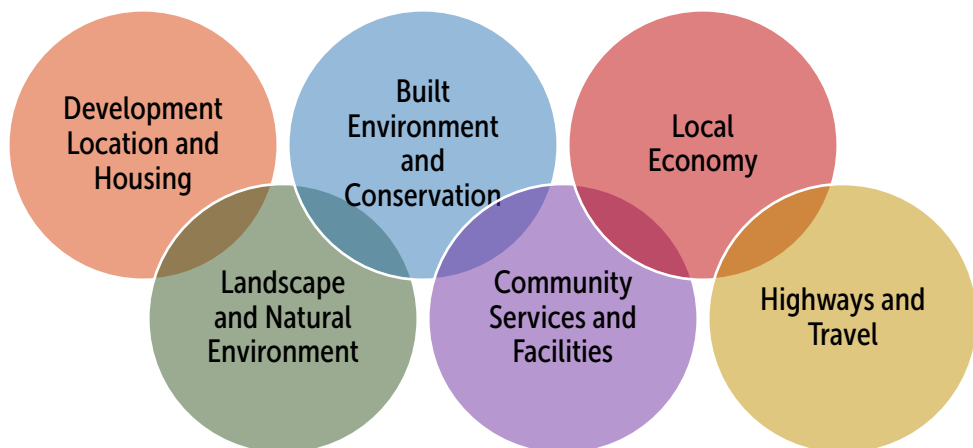 Development
Location and
Housing
Built
Environment
and
Conservation
Local
Economy
Landscape
and Natural
Environment
Community
Services and
Facilities
Highways and
Travel